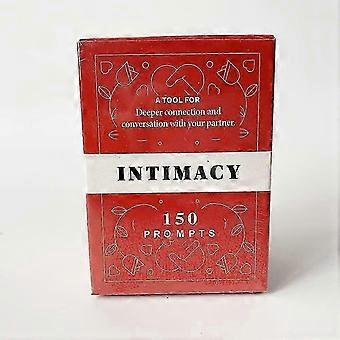 A TOOL FOR
Deeper connection and
conversation with your partner.
INTIMACY
150
PROMPTS